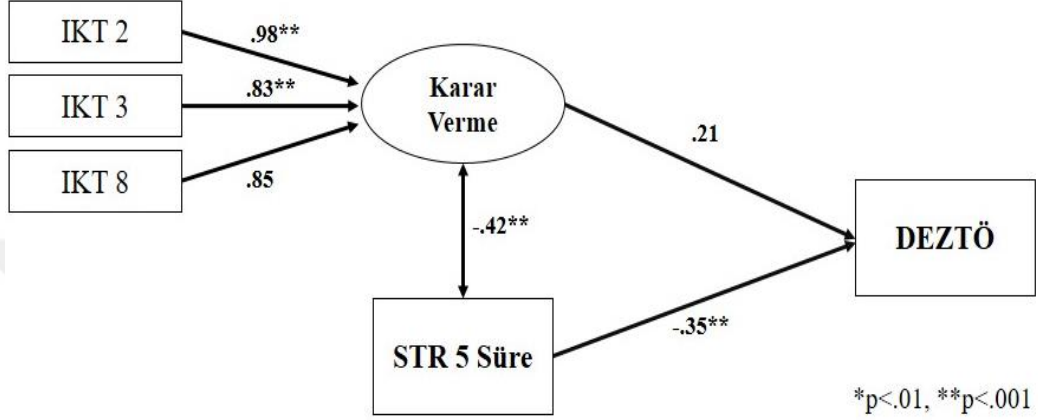 IKT 2
.98**
IKT 3
.83**
IKT 8
.85
Karar
Verme
.21
-.42**
DEZTÖ
STR 5 Süre
-.35**
*p<.01, **p<.001